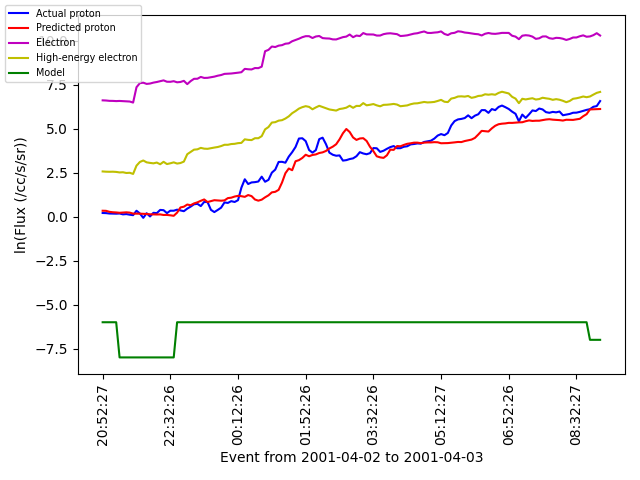 Actual proton
Predicted proton
Electron
High-energy electron
Model
7.5
5.0
2.5
0.0
−2.5
−5.0
−7.5
ln(Flux (/cc/s/sr))
20:52:27
22:32:26
00:12:26
01:52:26
03:32:26
05:12:27
06:52:26
08:32:27
Event from 2001-04-02 to 2001-04-03